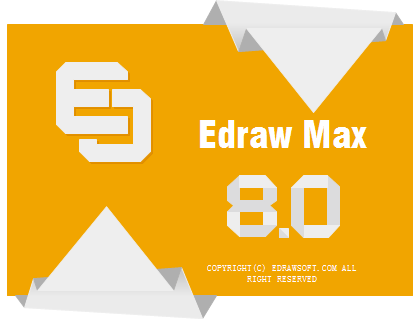 Edraw Max
8.0
COPYRIGHT(C) EDRAWSOFT.COM ALL
RIGHT RESERVED